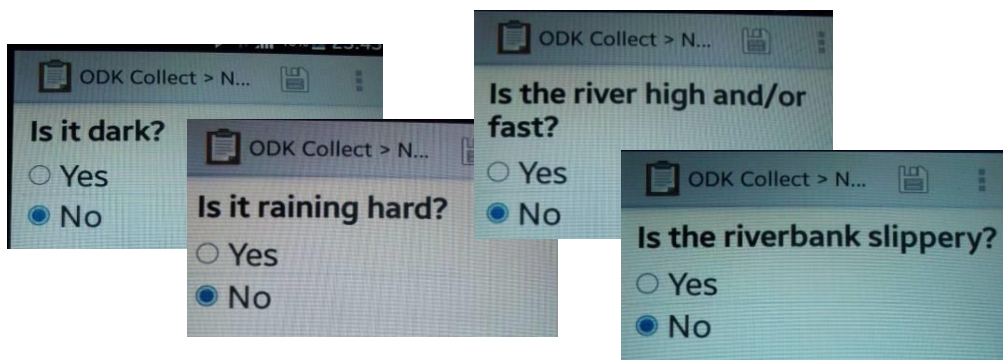 ODK Collect > N...
Is it dark?
Yes
No
ODK Collect > N...
Is it raining hard?
Yes
No
ODK Collect > N...
Is the river high and/or
fast?
Yes
No
ODK Collect > N...
Is the riverbank slippery?
Yes
No